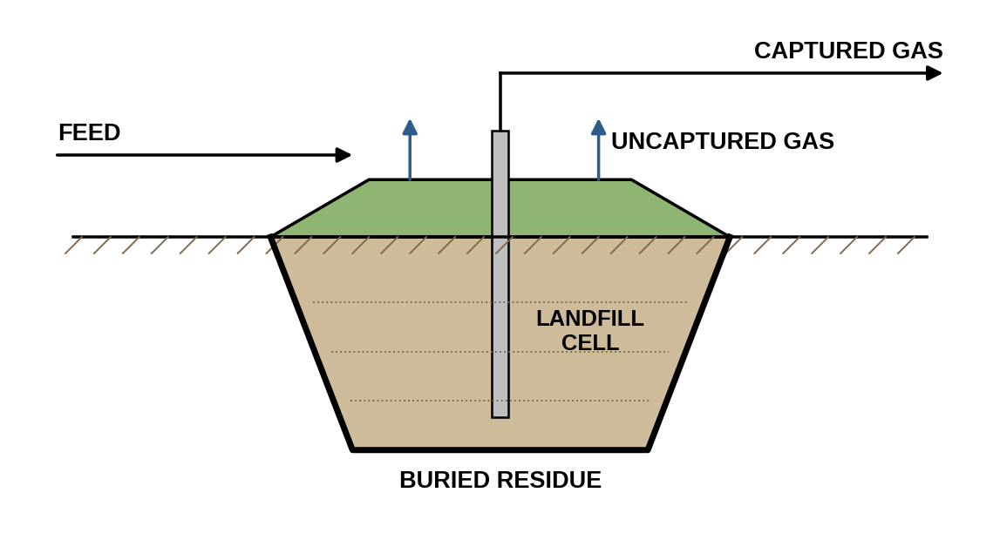 CAPTURED GAS
FEED
UNCAPTURED GAS
LANDFILL
CELL
BURIED RESIDUE